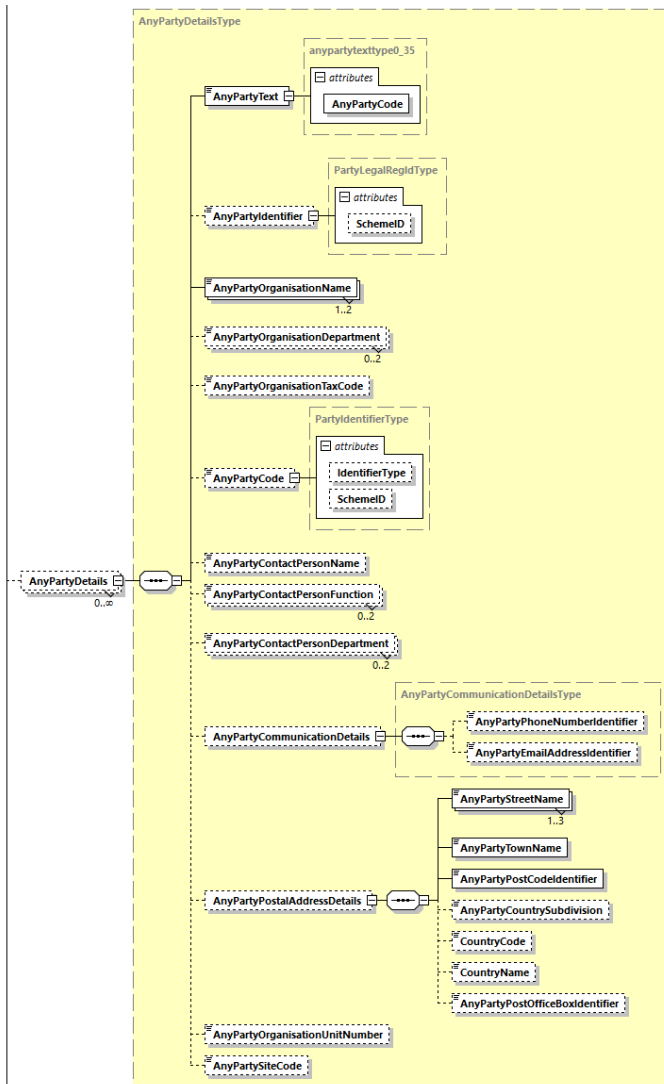 AnyPartyDetailsType
anypartytexttype0_35
attributes
AnyPartyText
AnyPartyCode
PartyLegalRegIdType
attributes
AnyPartyIdentifier
SchemeID
AnyPartyOrganisationName
1..2
AnyPartyOrganisationDepartment
0..2
AnyPartyOrganisationTaxCode
PartyIdentifierType
attributes
AnyPartyCode
IdentifierType
SchemeID
AnyPartyContactPersonName
AnyPartyDetails
0..∞
AnyPartyContactPersonFunction
0..2
AnyPartyContactPersonDepartment
0..2
AnyPartyCommunicationDetailsType
AnyPartyPhoneNumberIdentifier
AnyPartyCommunicationDetails
AnyPartyEmailAddressIdentifier
AnyPartyStreetName
1..3
AnyPartyTownName
AnyPartyPostCodeIdentifier
AnyPartyPostalAddressDetails
AnyPartyCountrySubdivision
CountryCode
CountryName
AnyPartyPostOfficeBoxIdentifier
AnyPartyOrganisationUnitNumber
AnyPartySiteCode